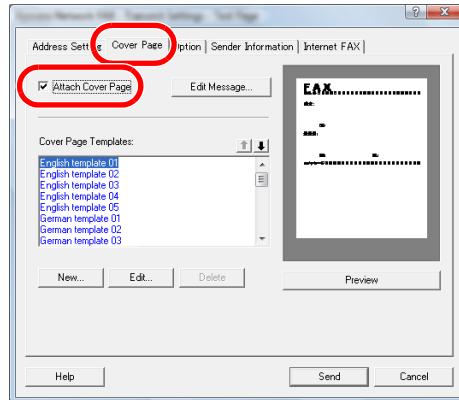 Address Setting Cover Page Option Sender Information Internet FAX
Attach Cover Page Edit Message...
FAX
Cover Page Templates:
English template 01
English template 02
English template 03
English template 04
English template 05
German template 01
German template 02
German template 03
New... Edit... Delete Preview
Help Send Cancel